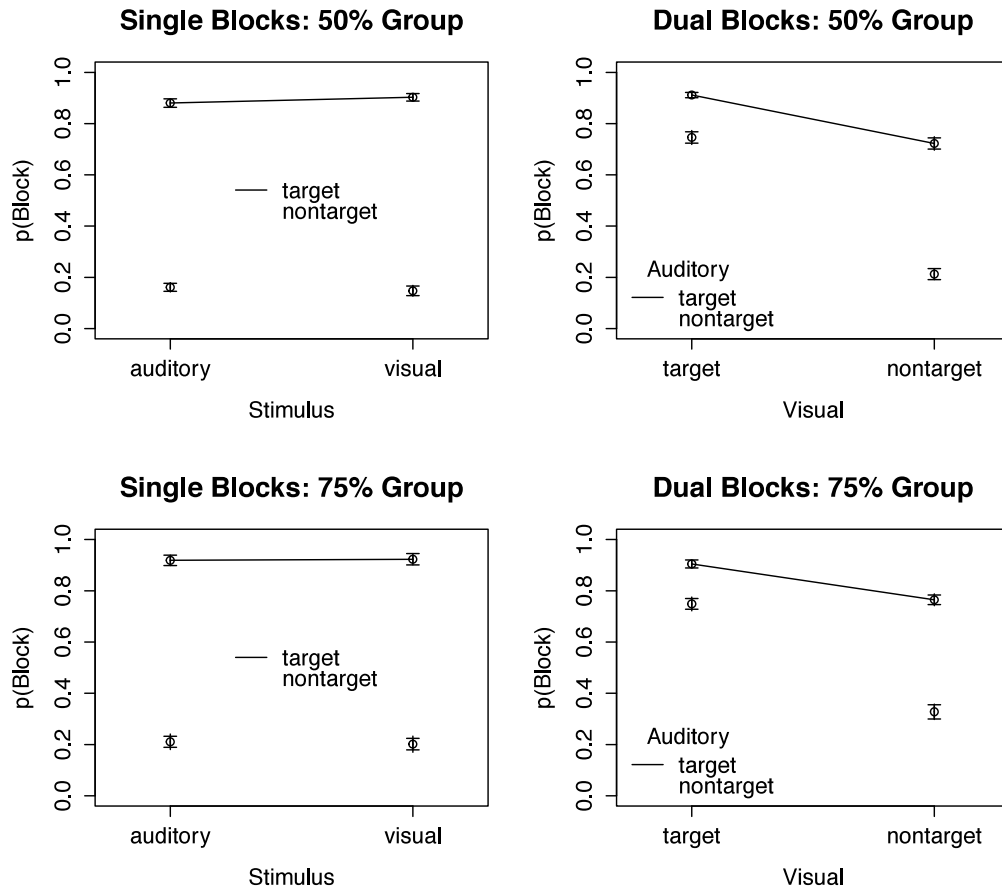 Single Blocks: 50% Group
p(Block)
1.0
0.8
0.6
0.4
0.2
0.0
target
nontarget
auditory
visual
Stimulus
Dual Blocks: 50% Group
p(Block)
1.0
0.8
0.6
0.4
0.2
0.0
Auditory
target
nontarget
target
nontarget
Visual
Single Blocks: 75% Group
p(Block)
1.0
0.8
0.6
0.4
0.2
0.0
target
nontarget
auditory
visual
Stimulus
Dual Blocks: 75% Group
p(Block)
1.0
0.8
0.6
0.4
0.2
0.0
Auditory
target
nontarget
target
nontarget
Visual